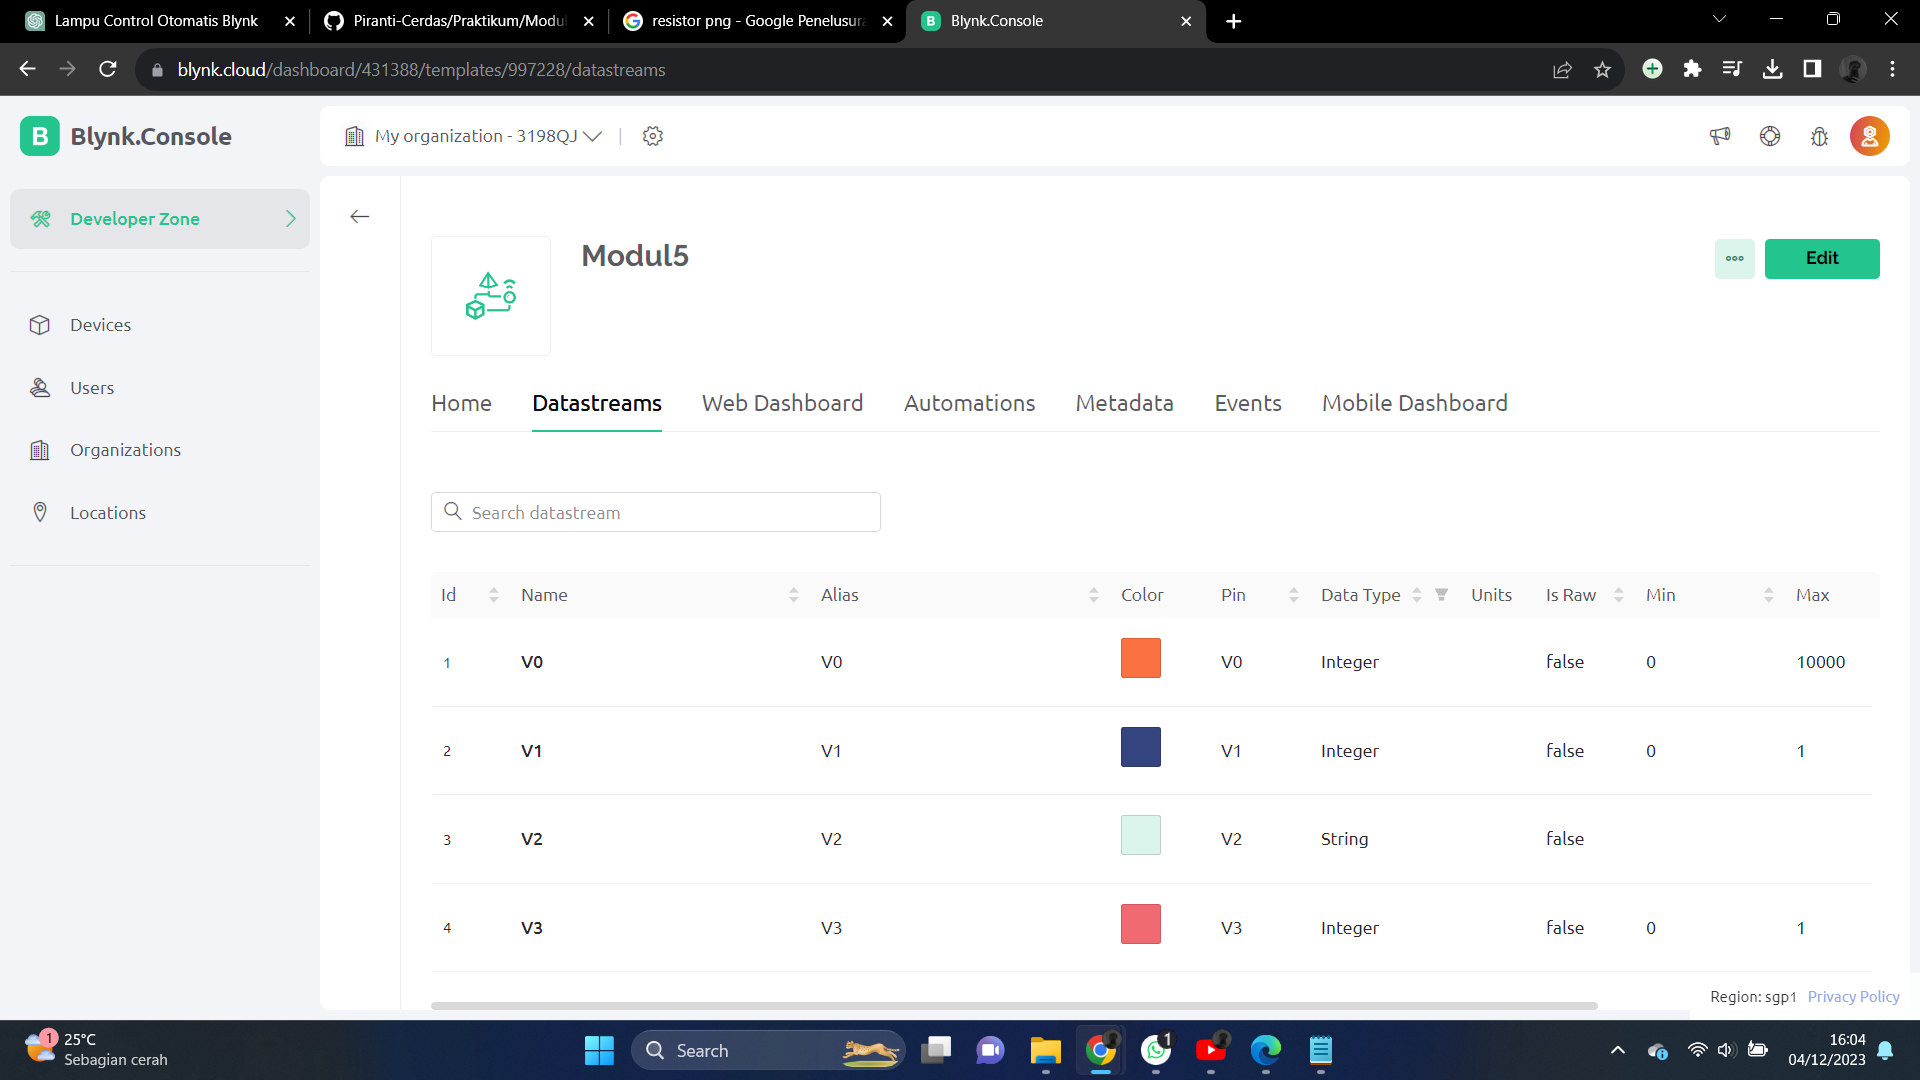 Lampu Control Otomatis Blynk
Piranti-Cerdas/Praktikum/Modul
resistor png - Google Penelusura
Blynk.Console
blynk.cloud/dashboard/431388/templates/997228/datastreams
B Blynk.Console
My organization - 3198QJ
Developer Zone
Devices
Users
Organizations
Locations
Modul5
Edit
Home Datastreams Web Dashboard Automations Metadata Events Mobile Dashboard
Search datastream
Id Name Alias Color Pin Data Type Units Is Raw Min Max
1 V0 V0 V0 Integer false 0 10000
2 V1 V1 V1 Integer false 0 1
3 V2 V2 V2 String false
4 V3 V3 V3 Integer false 0 1
Region: sgp1 Privacy Policy
1
25°C
Sebagian cerah
Search
1
16:04
04/12/2023